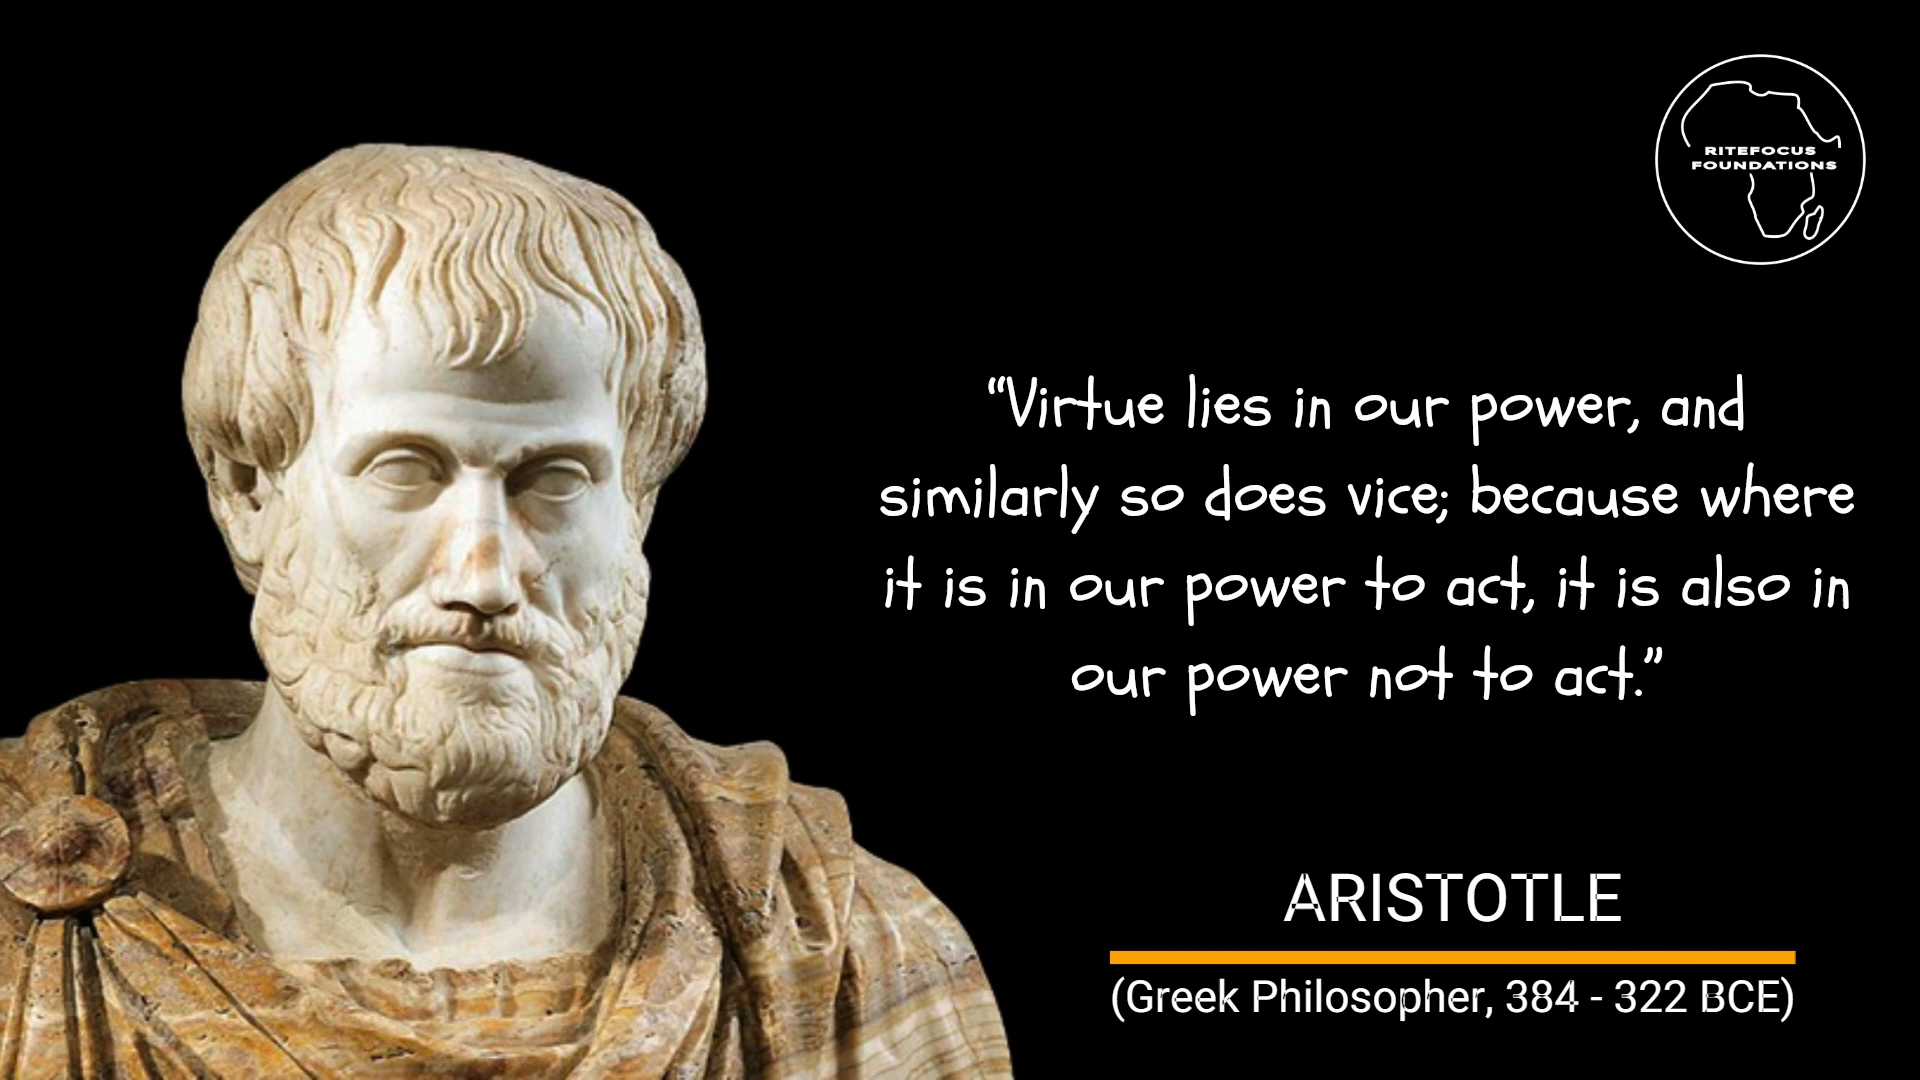 RITEFOCUS
FOUNDATIONS
“Virtue lies in our power, and
similarly so does vice; because where
it is in our power to act, it is also in
our power not to act.”
ARISTOTLE
(Greek Philosopher, 384 - 322 BCE)